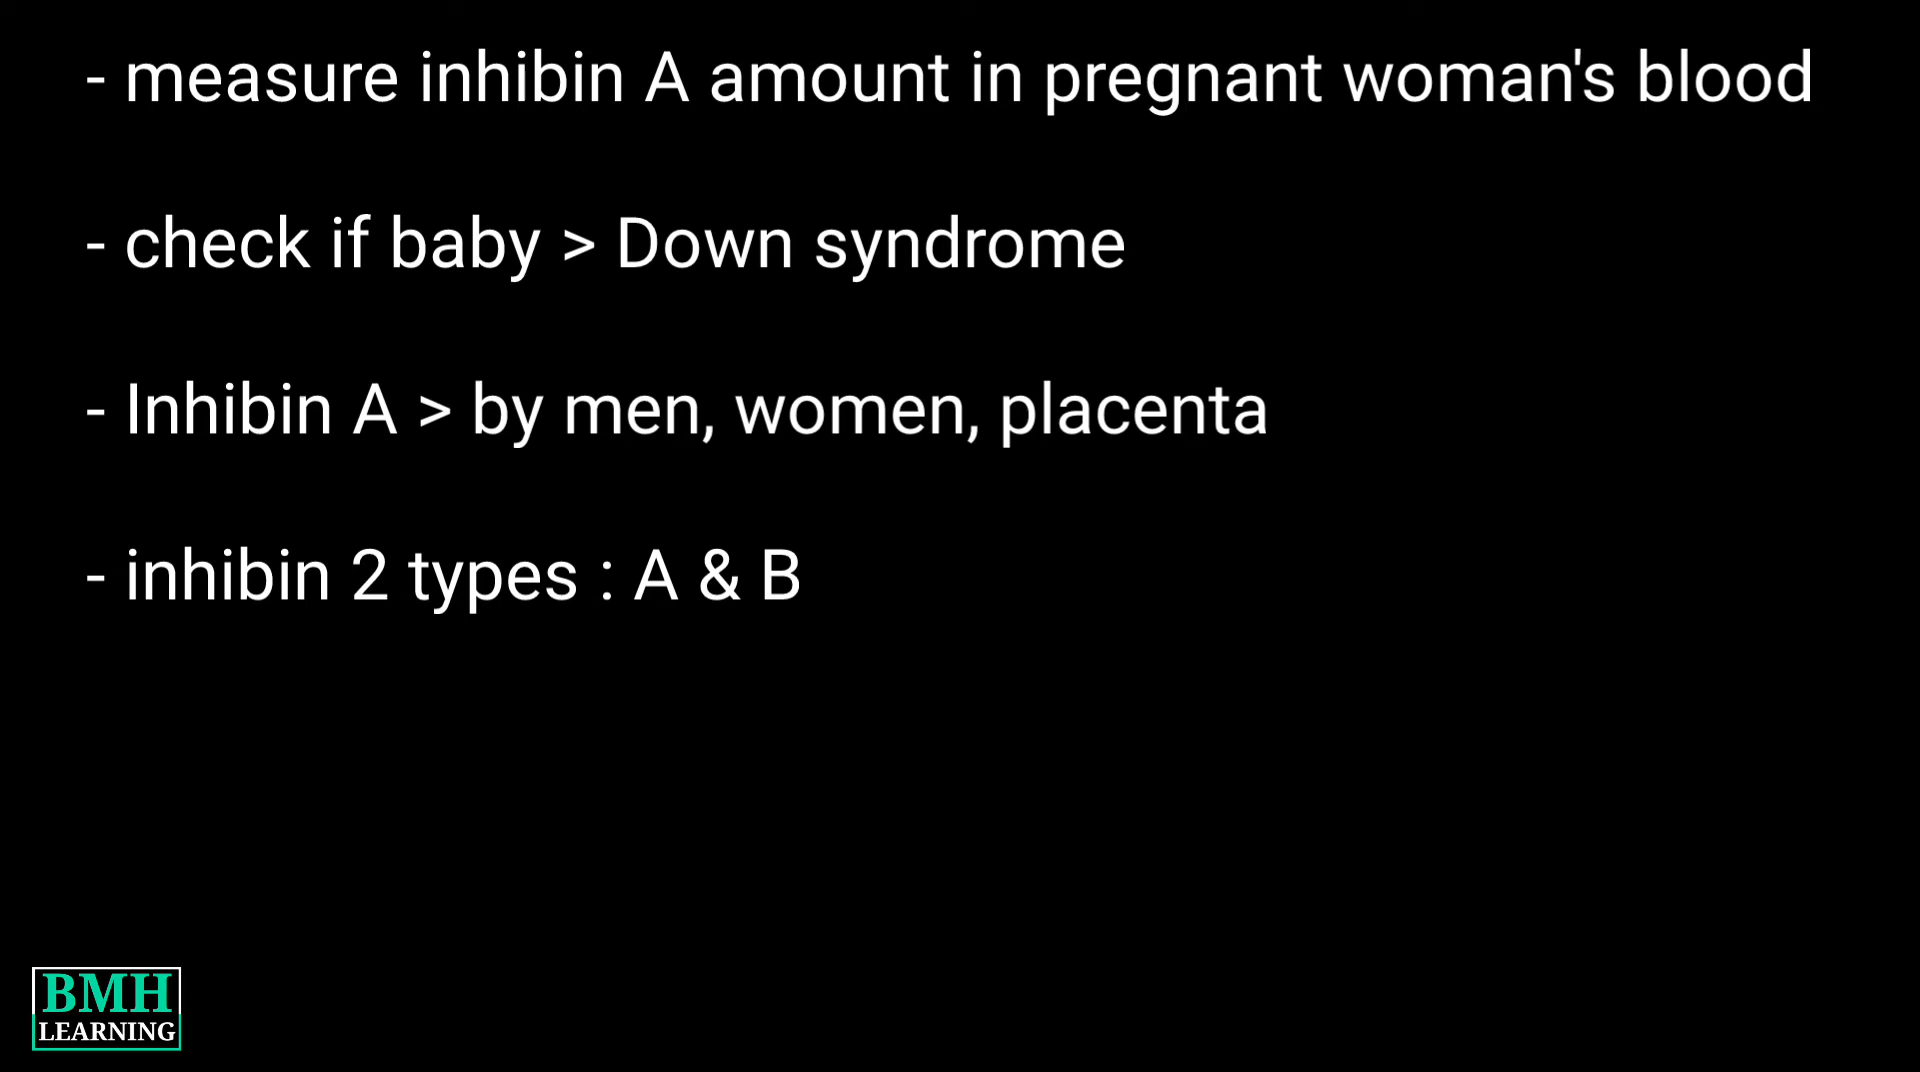 - measure inhibin A amount in pregnant woman's blood
- check if baby > Down syndrome
- Inhibin A > by men, women, placenta
- inhibin 2 types : A & B
BMH
LEARNING